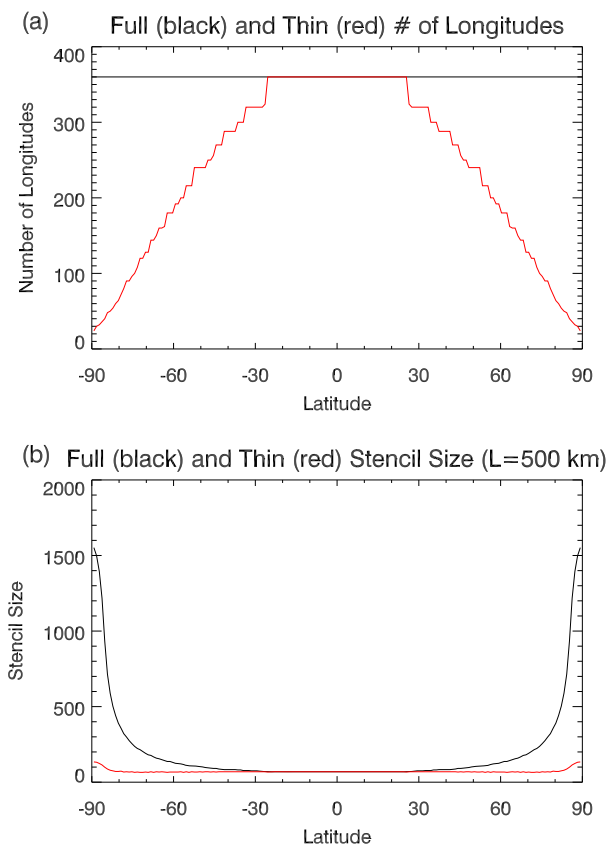 (a) Full (black) and Thin (red) # of Longitudes
400
300
200
100
0
Number of Longitudes
-90 -60 -30 0 30 60 90
Latitude
(b) Full (black) and Thin (red) Stencil Size (L=500 km)
2000
1500
1000
500
0
Stencil Size
-90 -60 -30 0 30 60 90
Latitude